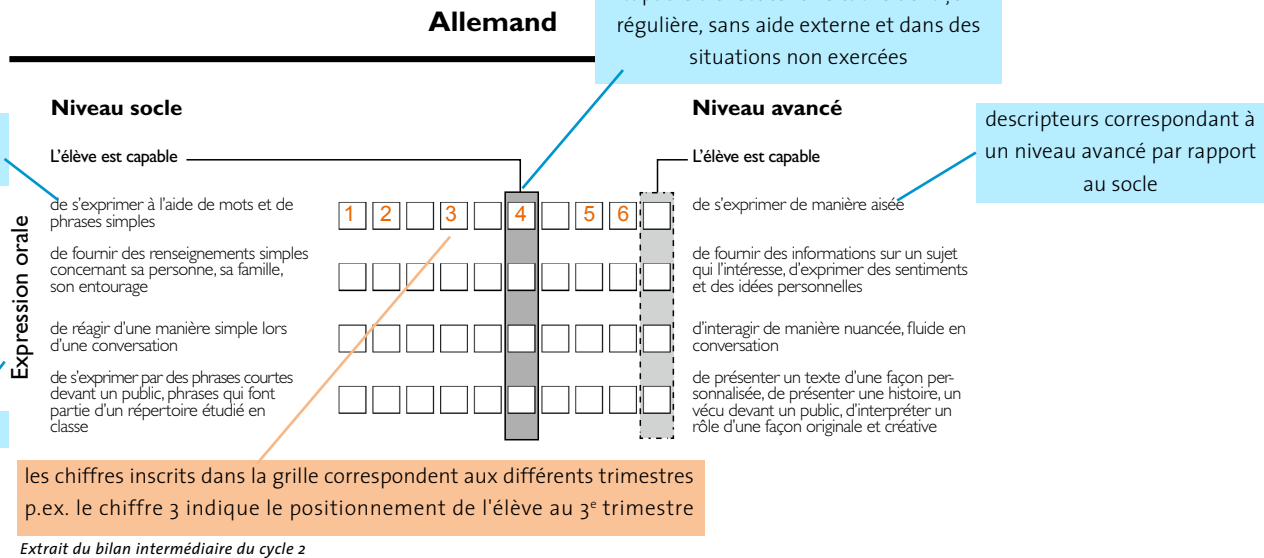 Allemand
régulière, sans aide externe et dans des
situations non exercées
Niveau socle
Niveau avancé
descripteurs correspondant à
un niveau avancé par rapport
au socle
L'élève est capable
L'élève est capable
Expression orale
de s'exprimer à l'aide de mots et de
phrases simples
1 2 3 4 5 6
de s'exprimer de manière aisée
de fournir des renseignements simples
concernant sa personne, sa famille,
son entourage
de fournir des informations sur un sujet
qui l'intéresse, d'exprimer des sentiments
et des idées personnelles
de réagir d'une manière simple lors
d'une conversation
d'interagir de manière nuancée, fluide en
conversation
de s'exprimer par des phrases courtes
devant un public, phrases qui font
partie d'un répertoire étudié en
classe
de présenter un texte d'une façon per-
sonnalisée, de présenter une histoire, un
vécu devant un public, d'interpréter un
rôle d'une façon originale et créative
les chiffres inscrits dans la grille correspondent aux différents trimestres
p.ex. le chiffre 3 indique le positionnement de l'élève au 3e trimestre
Extrait du bilan intermédiaire du cycle 2